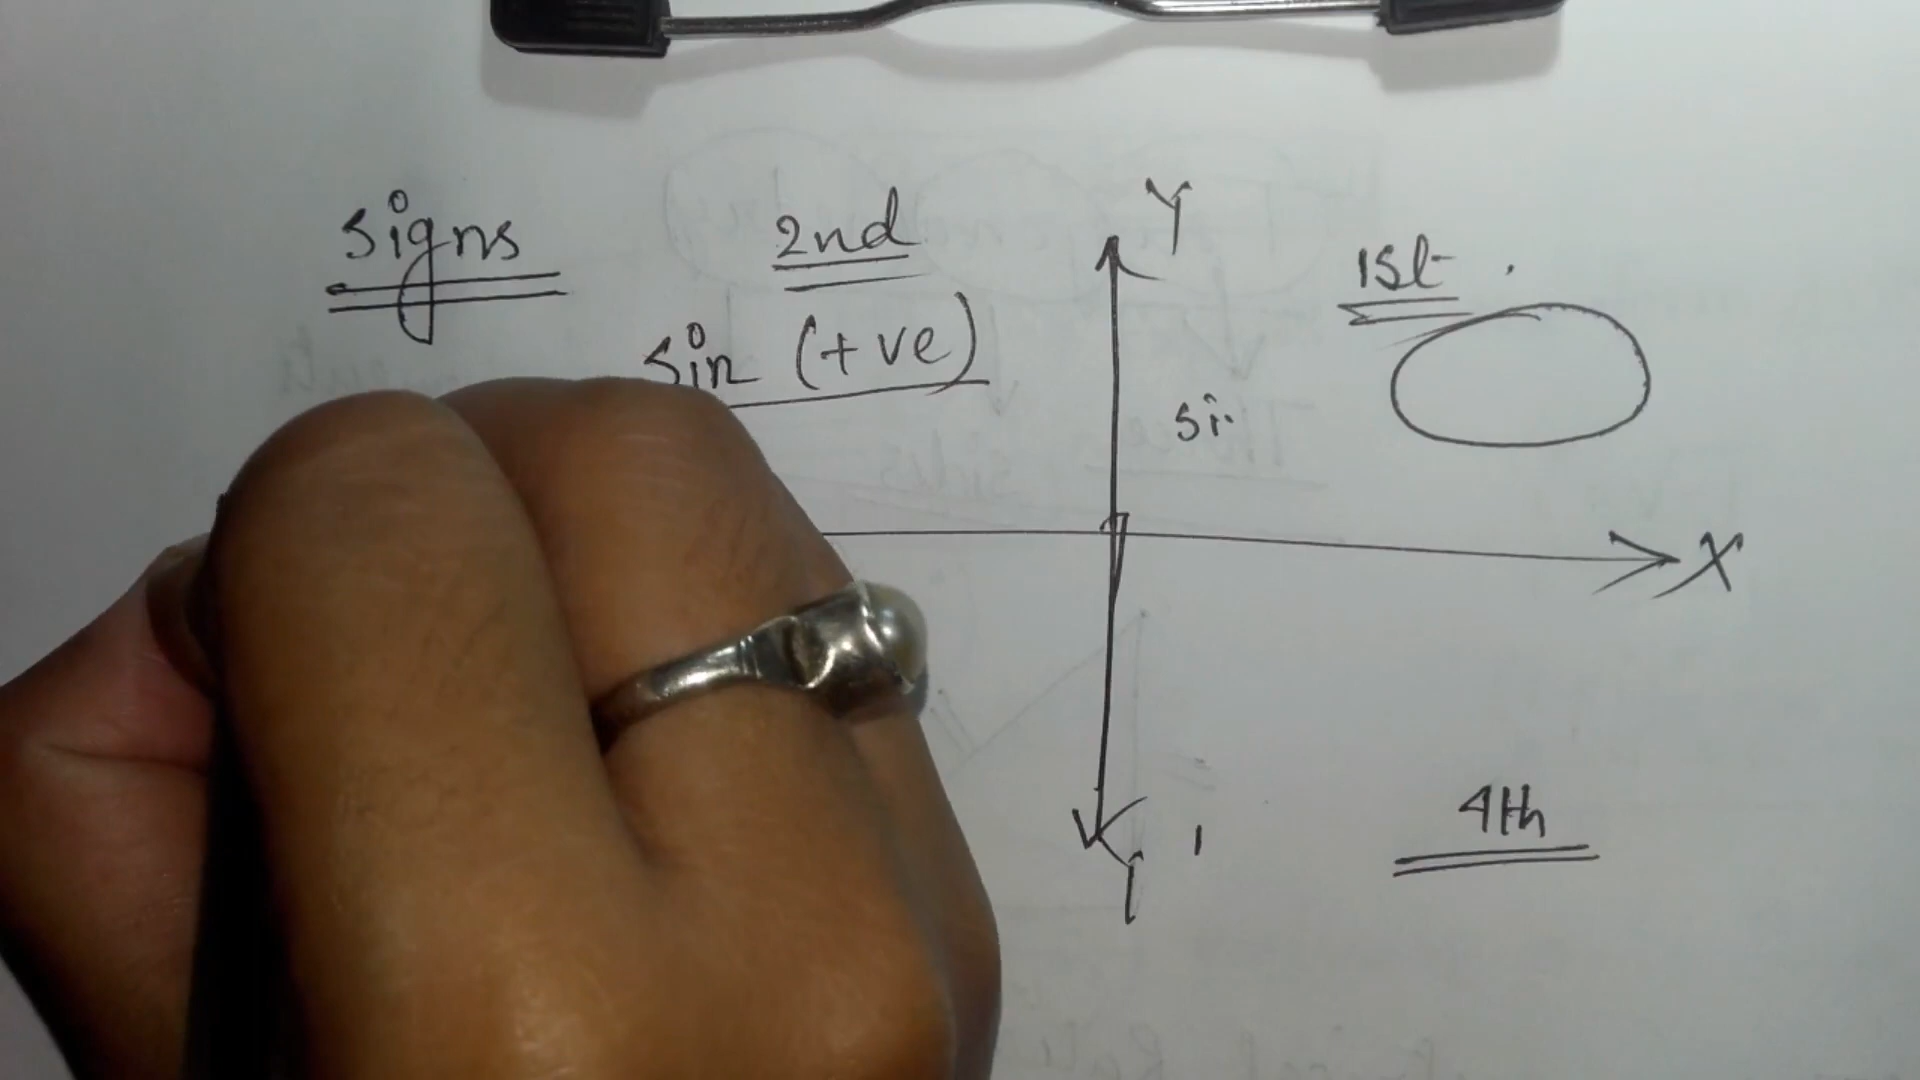 signs
2nd
Y
1st
sin (+ve)
si
X
4th